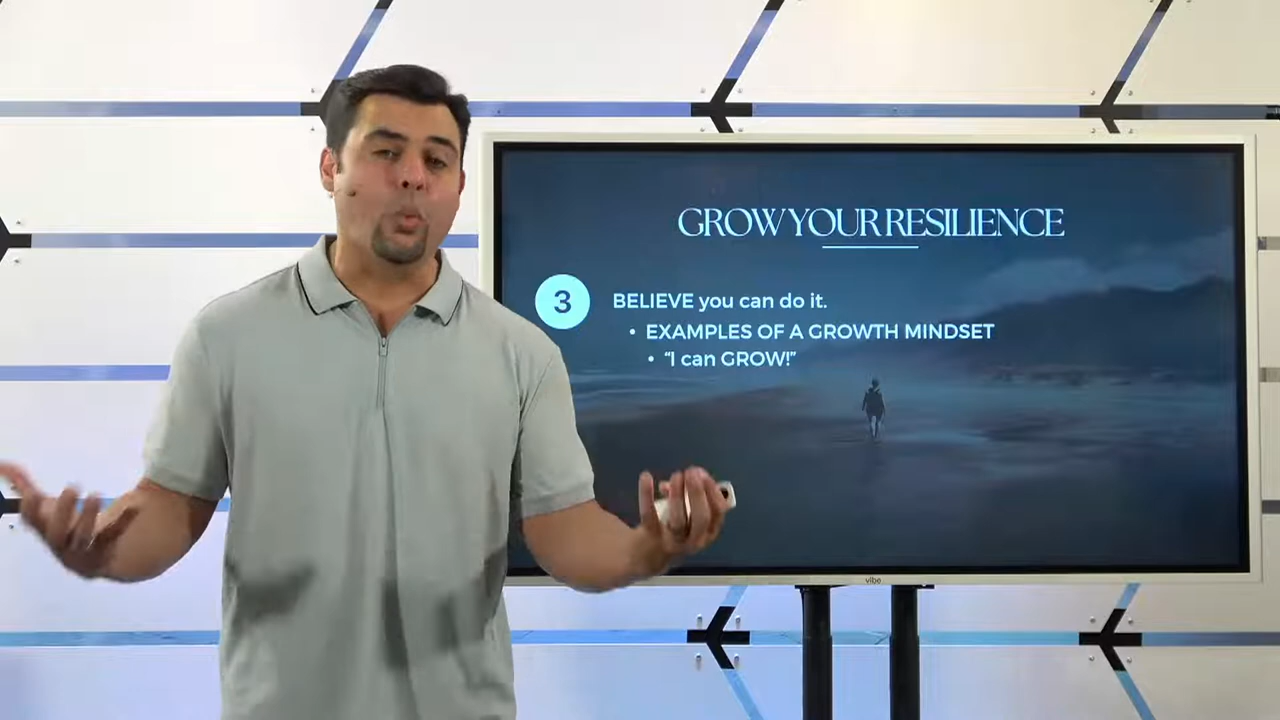 GROW YOUR RESILIENCE
3 BELIEVE you can do it.
• EXAMPLES OF A GROWTH MINDSET
• “I can GROW!”
vibe